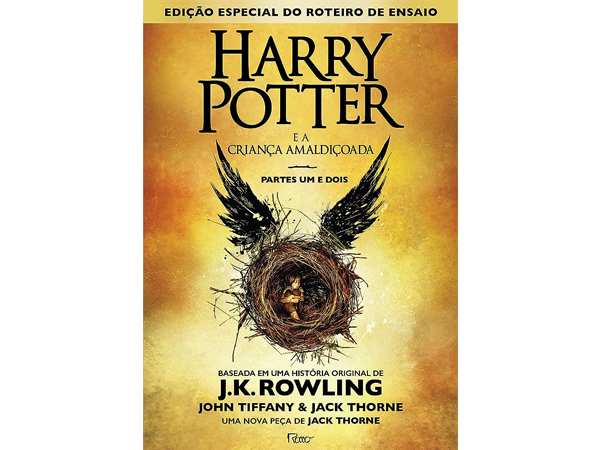 EDIÇÃO ESPECIAL DO ROTEIRO DE ENSAIO
HARRY
POTTER
E A
CRIANÇA AMALDIÇOADA
PARTES UM E DOIS
BASEADA EM UMA HISTÓRIA ORIGINAL DE
J.K. ROWLING
JOHN TIFFANY & JACK THORNE
UMA NOVA PEÇA DE JACK THORNE
Rocco